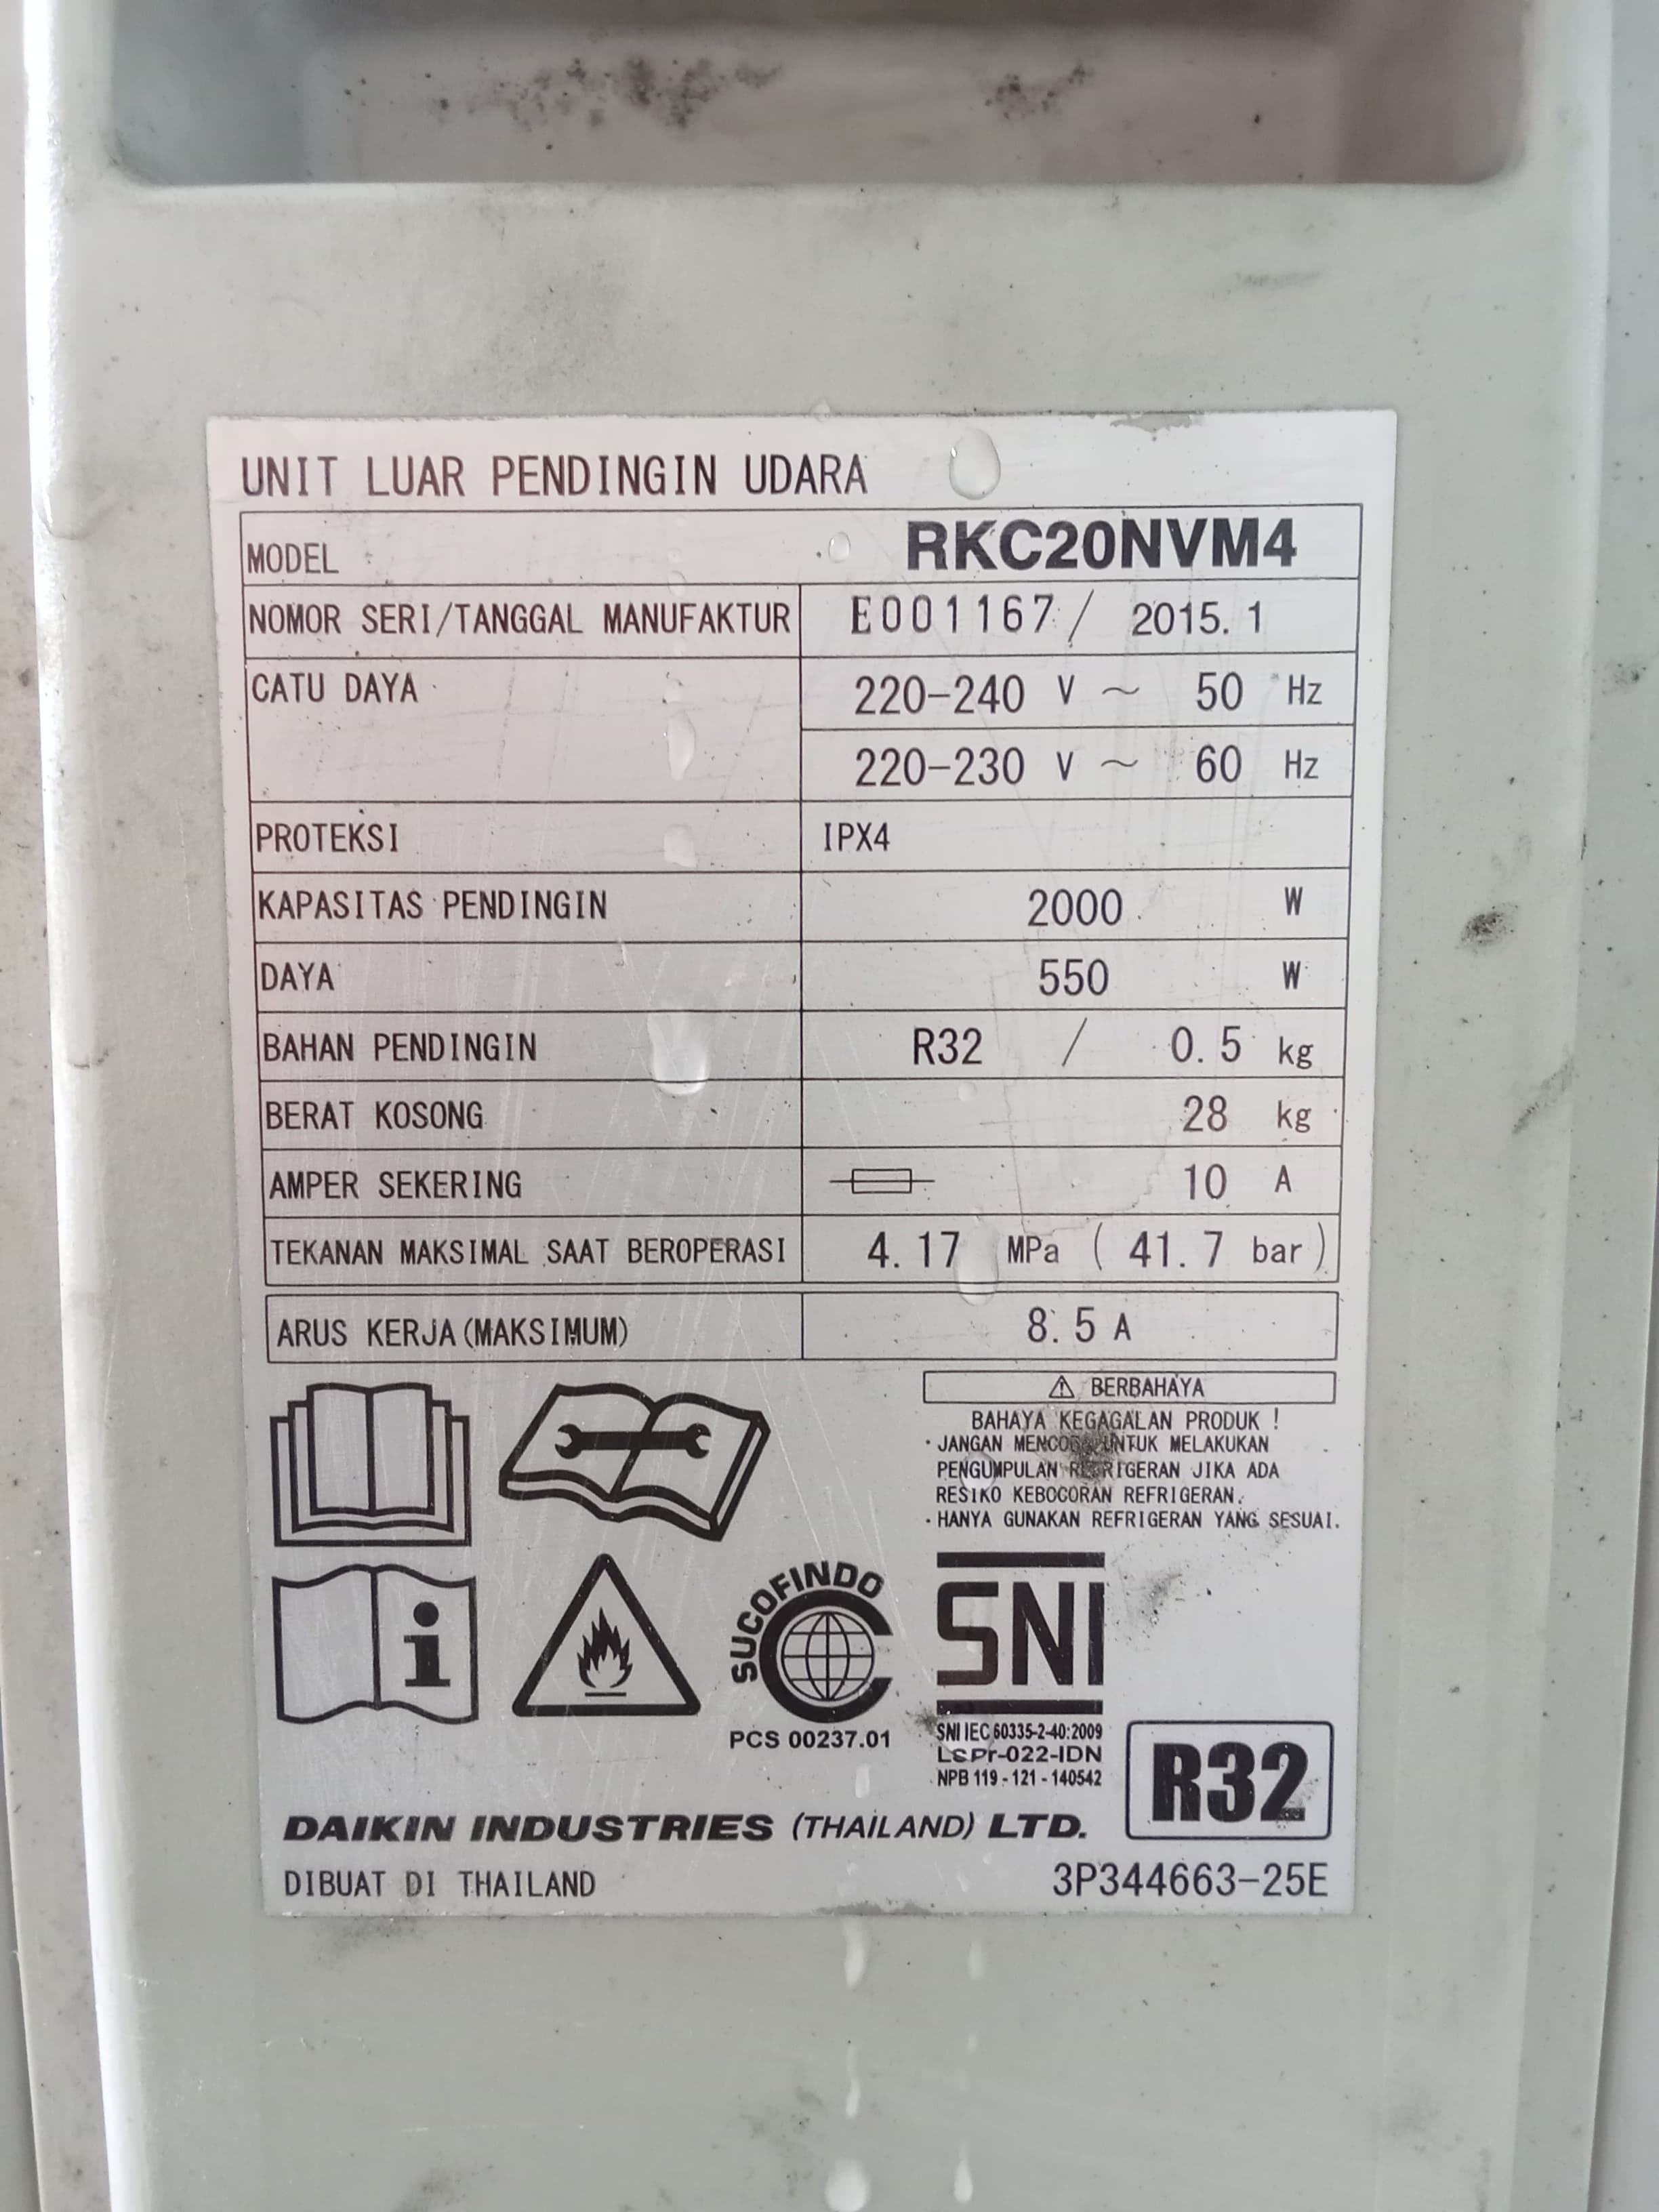 UNIT LUAR PENDINGIN UDARA
MODEL RKC20NVM4
NOMOR SERI/TANGGAL MANUFAKTUR E001167 / 2015.1
CATU DAYA 220-240 V ~ 50 Hz
220-230 V ~ 60 Hz
PROTEKSI IPX4
KAPASITAS PENDINGIN 2000 W
DAYA 550 W
BAHAN PENDINGIN R32 / 0.5 kg
BERAT KOSONG 28 kg
AMPER SEKERING 10 A
TEKANAN MAKSIMAL SAAT BEROPERASI 4.17 MPa (41.7 bar)
ARUS KERJA(MAKSIMUM) 8.5 A
⚠ BERBAHAYA
BAHAYA KEGAGALAN PRODUK !
· JANGAN MENCOBA UNTUK MELAKUKAN
PENGUMPULAN REFRIGERAN JIKA ADA
RESIKO KEBOCORAN REFRIGERAN.
· HANYA GUNAKAN REFRIGERAN YANG SESUAI.
i
SUCOFINDO
PCS 00237.01
SNI
SNI IEC 60335-2-40:2009
LSPr-022-IDN
NPB 119 - 121 - 140542
R32
DAIKIN INDUSTRIES (THAILAND) LTD.
DIBUAT DI THAILAND 3P344663-25E